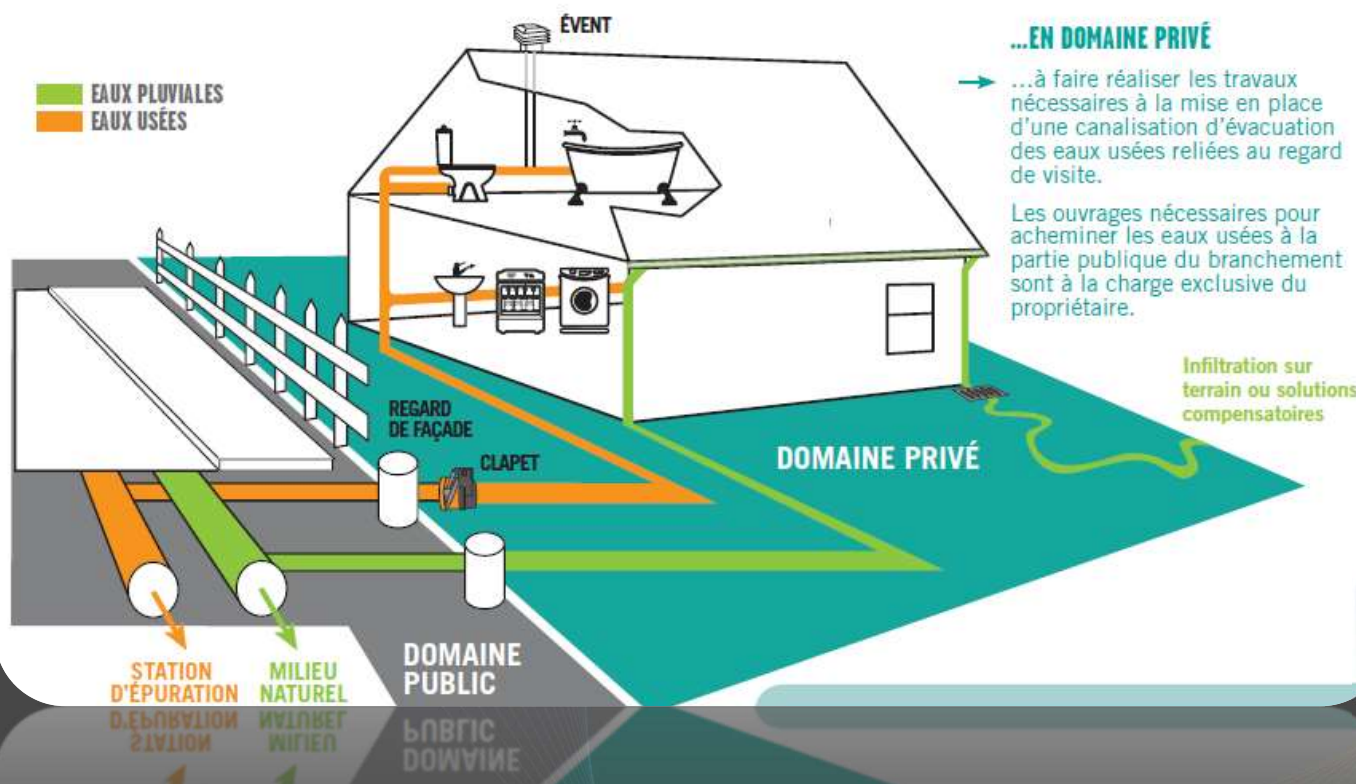 ÉVENT
EAUX PLUVIALES
EAUX USÉES
...EN DOMAINE PRIVÉ
...à faire réaliser les travaux
nécessaires à la mise en place
d'une canalisation d'évacuation
des eaux usées reliées au regard
de visite.
Les ouvrages nécessaires pour
acheminer les eaux usées à la
partie publique du branchement
sont à la charge exclusive du
propriétaire.
Infiltration sur
terrain ou solutions
compensatoires
REGARD
DE FAÇADE
CLAPET
DOMAINE PRIVÉ
STATION
D'ÉPURATION
MILIEU
NATUREL
DOMAINE
PUBLIC